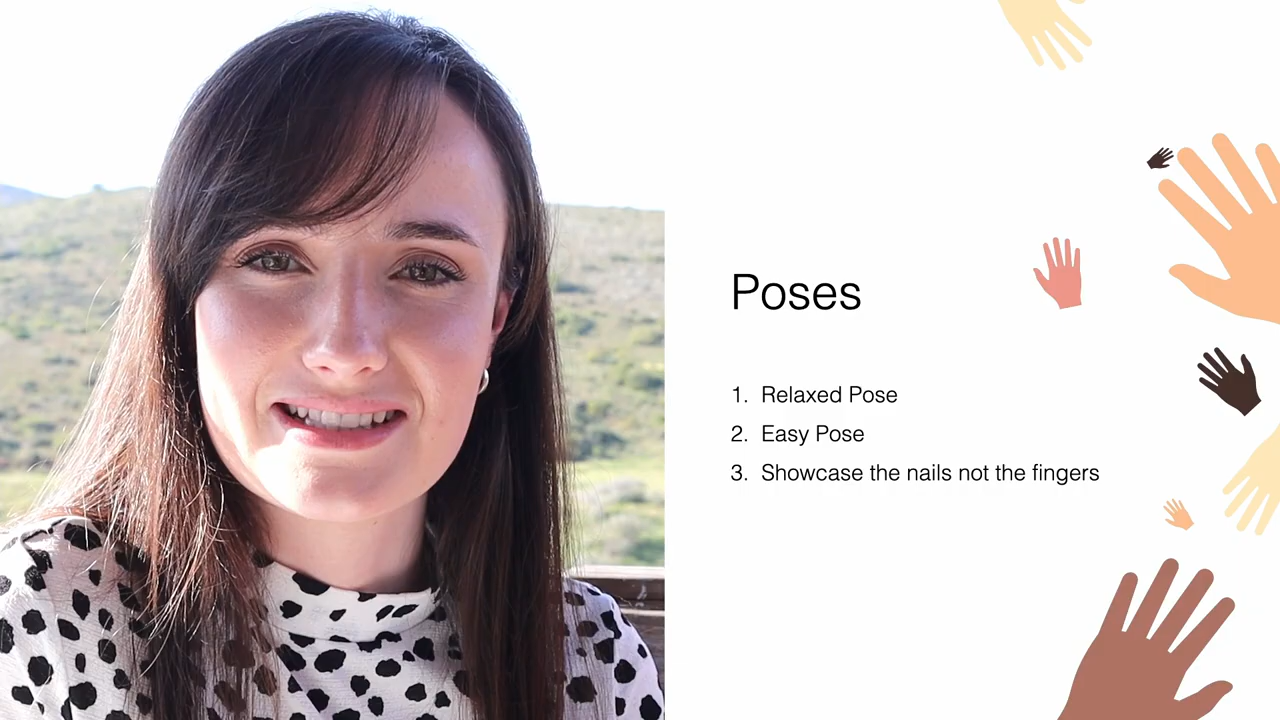 Poses
1. Relaxed Pose
2. Easy Pose
3. Showcase the nails not the fingers